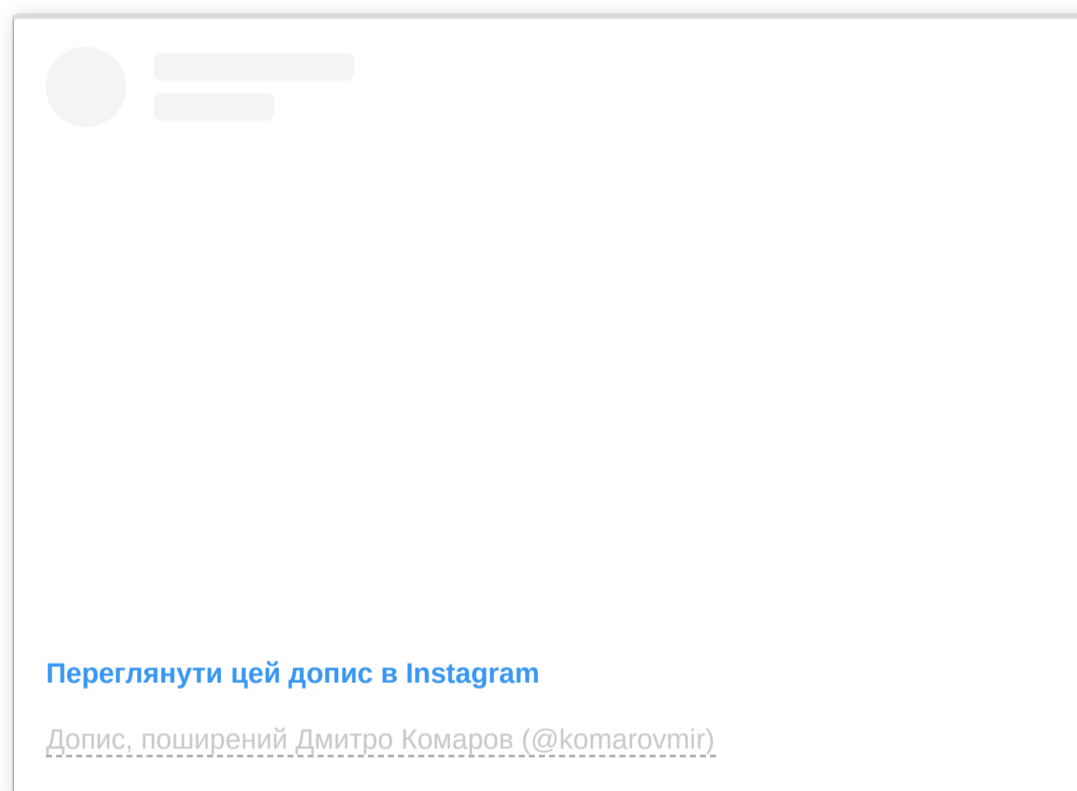 Переглянути цей допис в Instagram
Допис, поширений Дмитро Комаров (@komarovmir)